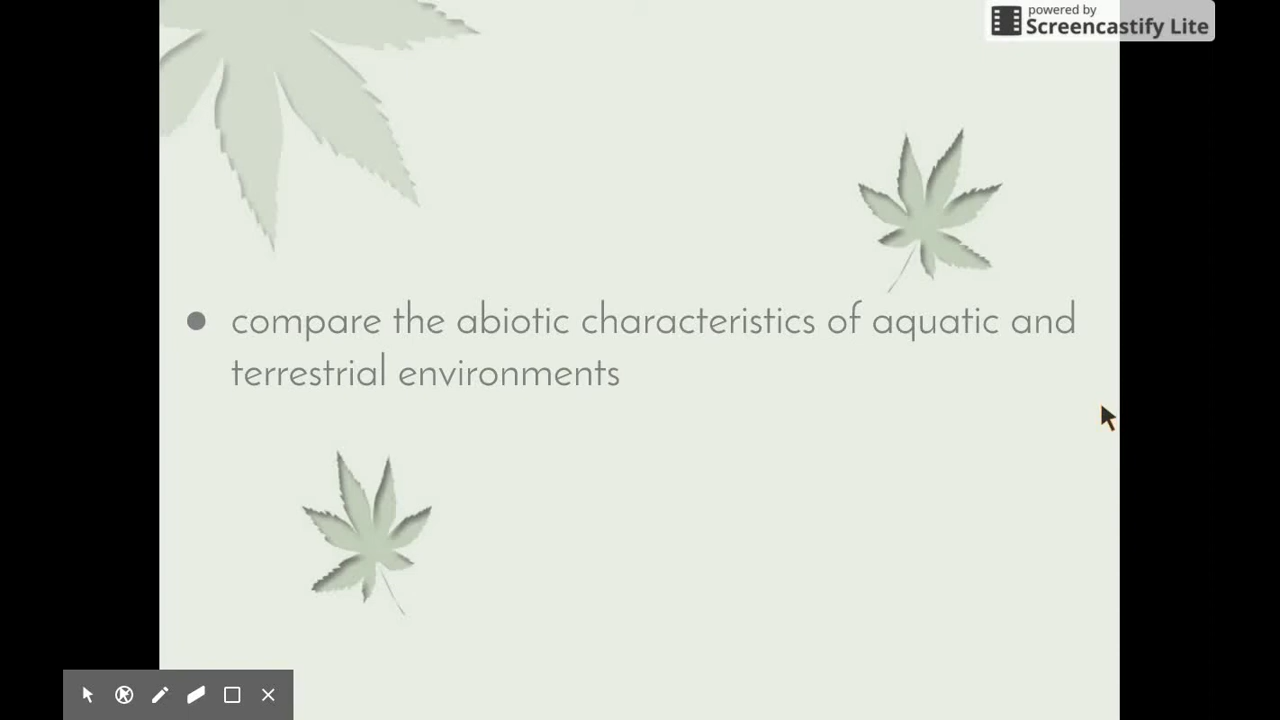 powered by
Screencastify Lite
● compare the abiotic characteristics of aquatic and
terrestrial environments